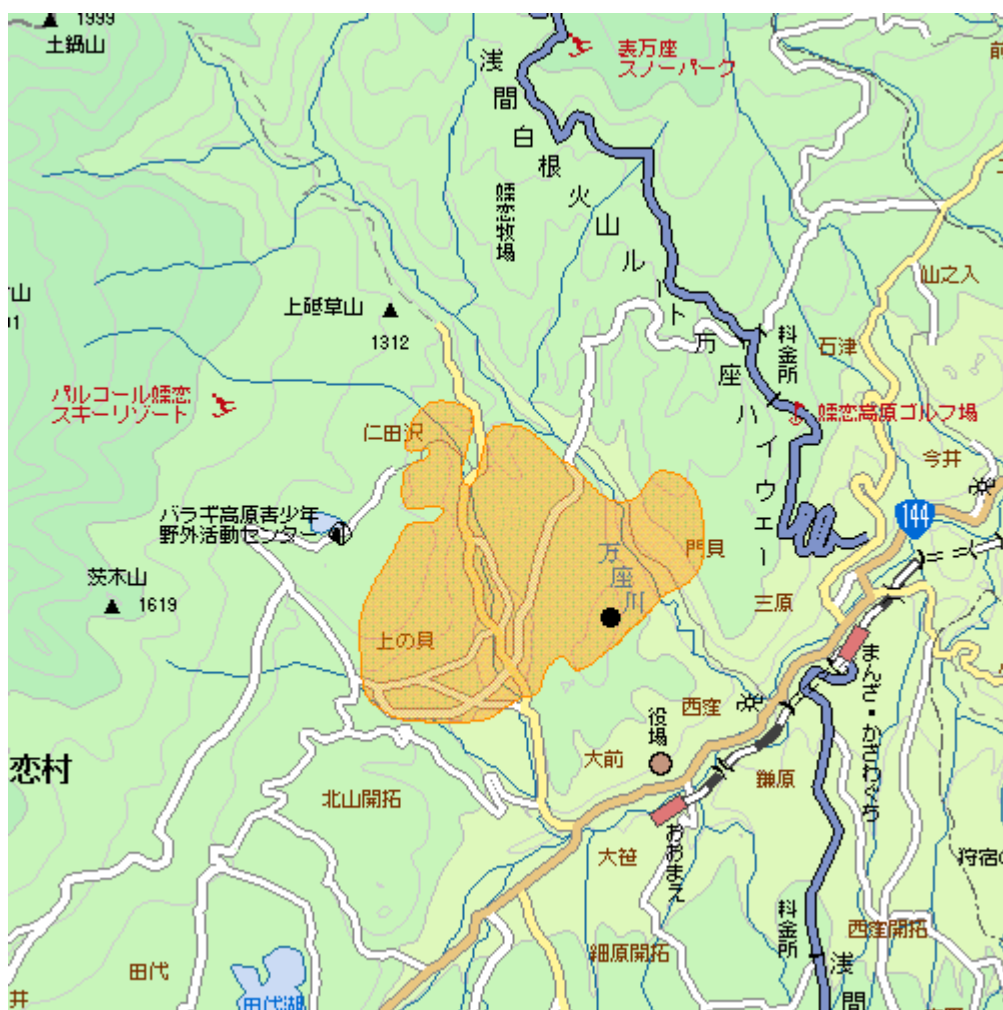 1999
土鍋山
表万座
スノーパーク
浅間白根火山ルート
嬬恋牧場
山之入
山
上砥草山
1312
万座ハイウェー
料金所
石津
パルコール嬬恋
スキーリゾート
嬬恋高原ゴルフ場
仁田沢
今井
バラギ高原青少年
野外活動センター
144
万座川
門貝
茨木山
1619
三原
上の貝
まんざ・かざわぐち
西窪
役場
恋村
大前
鎌原
北山開拓
おおまえ
大笹
狩宿の
料金所
西窪開拓
細原開拓
田代
浅間
井
田代湖